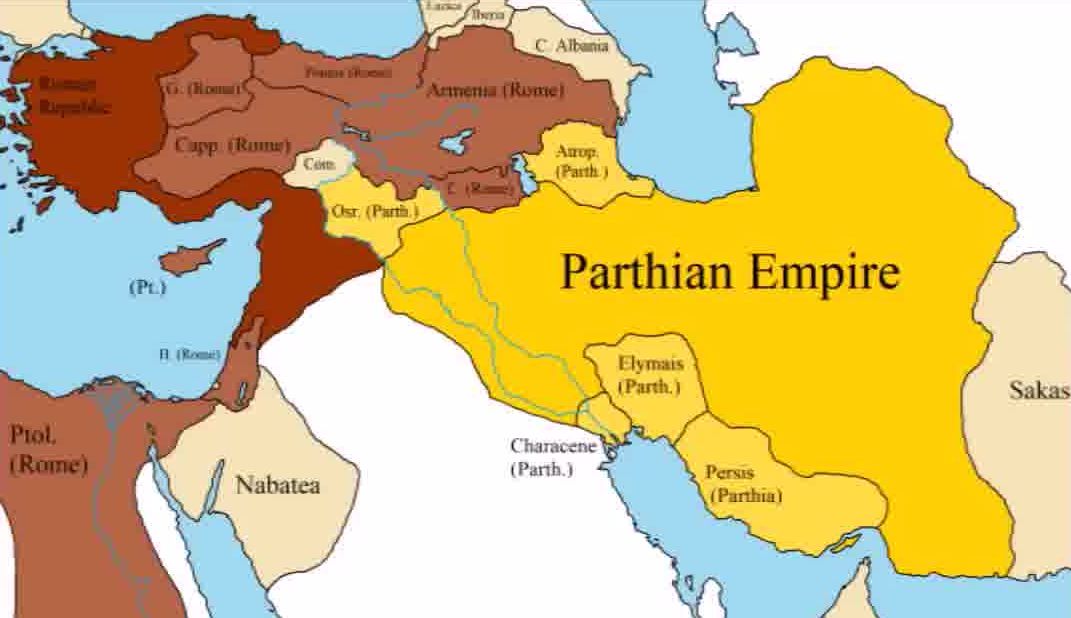 Lazica
Iberia
C. Albania
Roman
Republic
G. (Rome)
Pontus (Rome)
Armenia (Rome)
Capp. (Rome)
Com.
Atrop.
(Parth.)
(Rome)
Osr. (Parth.)
Parthian Empire
(Pt.)
H. (Rome)
Elymais
(Parth.)
Sakas
Ptol.
(Rome)
Characene
(Parth.)
Nabatea
Persis
(Parthia)